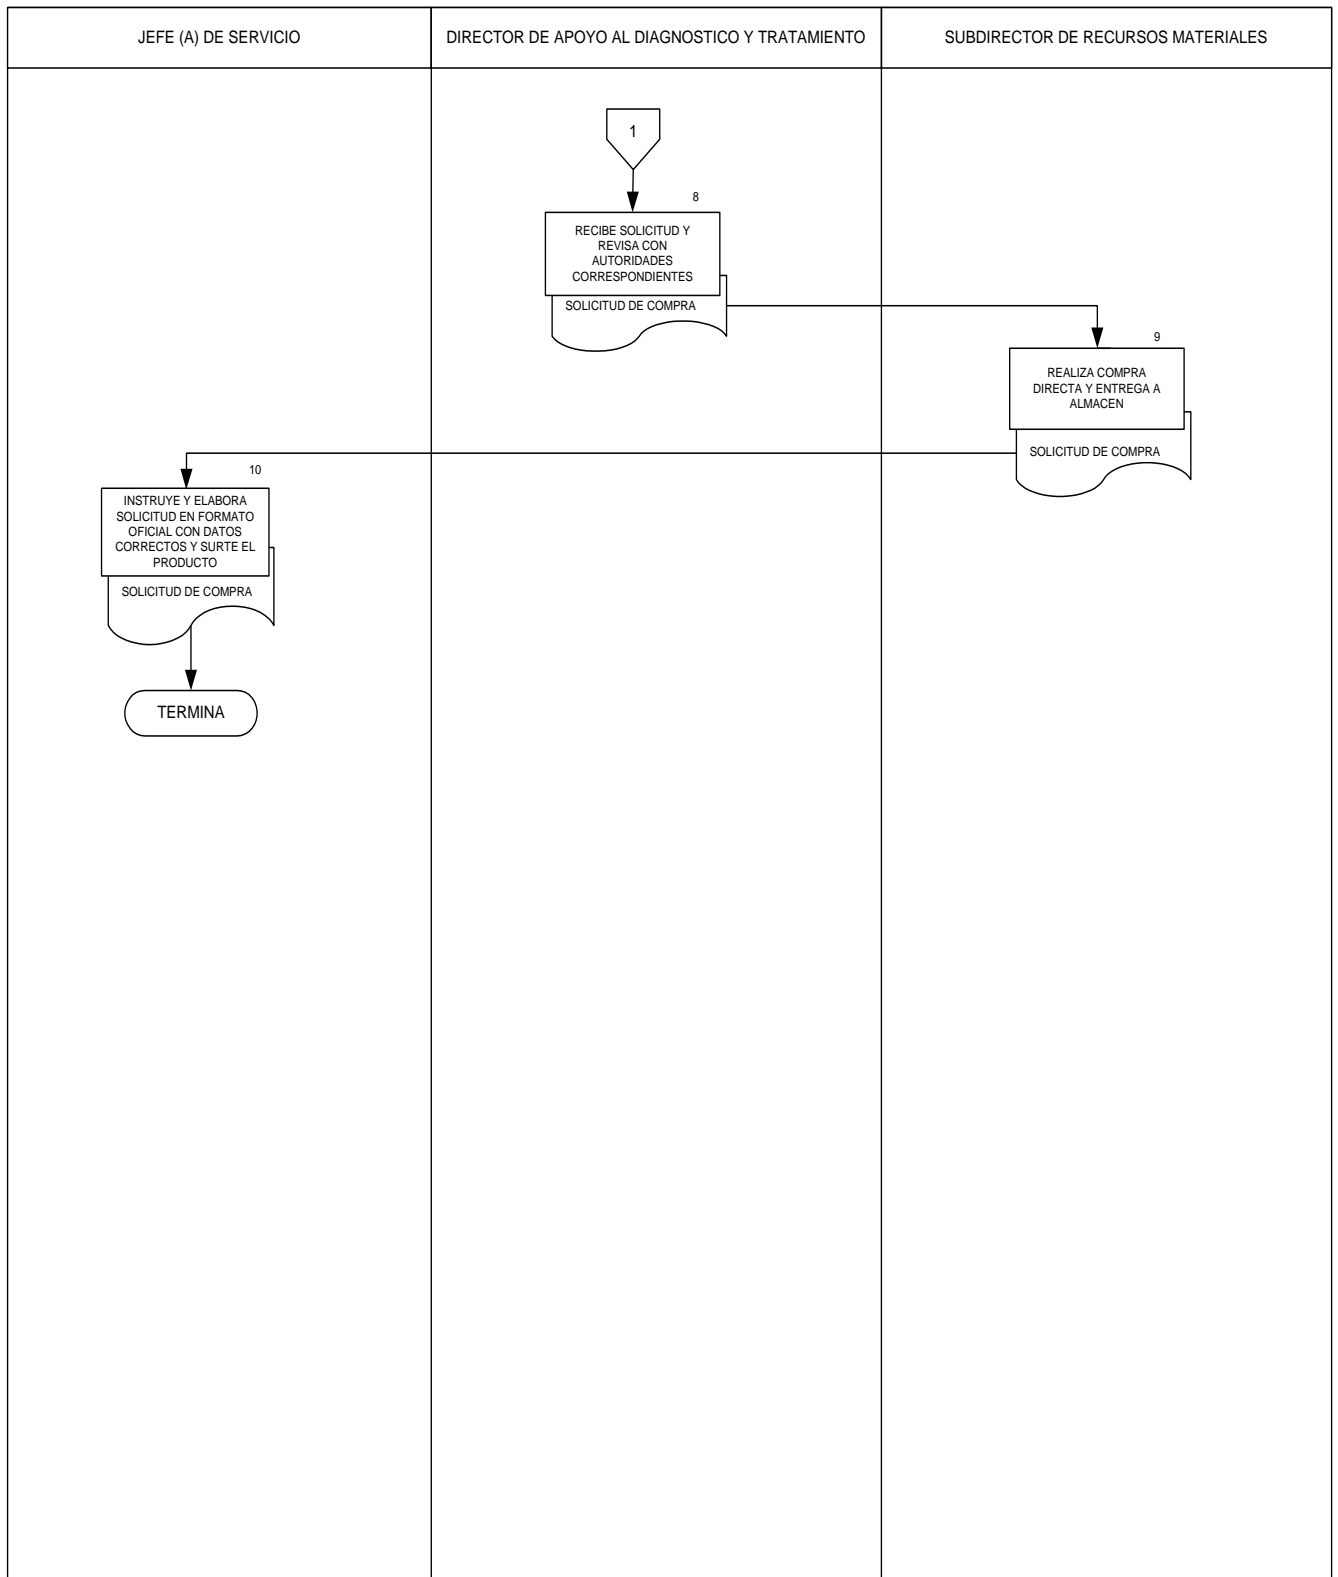 JEFE (A) DE SERVICIO
DIRECTOR DE APOYO AL DIAGNOSTICO Y TRATAMIENTO
SUBDIRECTOR DE RECURSOS MATERIALES
1
8
RECIBE SOLICITUD Y
REVISA CON
AUTORIDADES
CORRESPONDIENTES
SOLICITUD DE COMPRA
9
REALIZA COMPRA
DIRECTA Y ENTREGA A
ALMACEN
SOLICITUD DE COMPRA
10
INSTRUYE Y ELABORA
SOLICITUD EN FORMATO
OFICIAL CON DATOS
CORRECTOS Y SURTE EL
PRODUCTO
SOLICITUD DE COMPRA
TERMINA